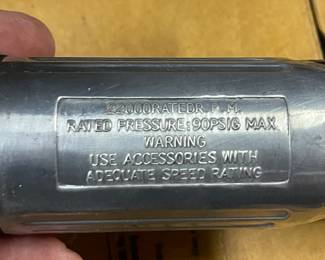 22000RATEDR.P.M.
RATED PRESSURE:90PSIG MAX
WARNING
USE ACCESSORIES WITH
ADEQUATE SPEED RATING